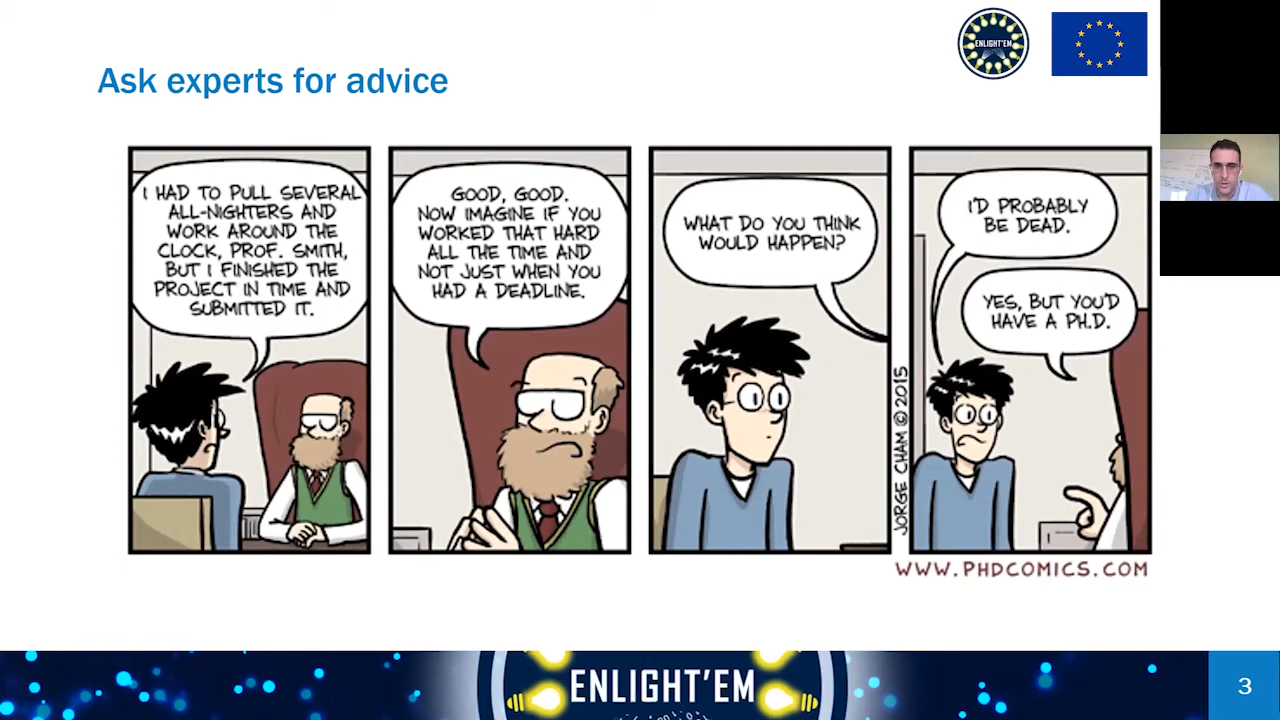 ENLIGHT'EM
Ask experts for advice
I HAD TO PULL SEVERAL
ALL-NIGHTERS AND
WORK AROUND THE
CLOCK, PROF. SMITH,
BUT I FINISHED THE
PROJECT IN TIME AND
SUBMITTED IT.
GOOD, GOOD.
NOW IMAGINE IF YOU
WORKED THAT HARD
ALL THE TIME AND
NOT JUST WHEN YOU
HAD A DEADLINE.
WHAT DO YOU THINK
WOULD HAPPEN?
I'D PROBABLY
BE DEAD.
YES, BUT YOU'D
HAVE A PH.D.
JORGE CHAM © 2015
WWW.PHDCOMICS.COM
ENLIGHT'EM
3